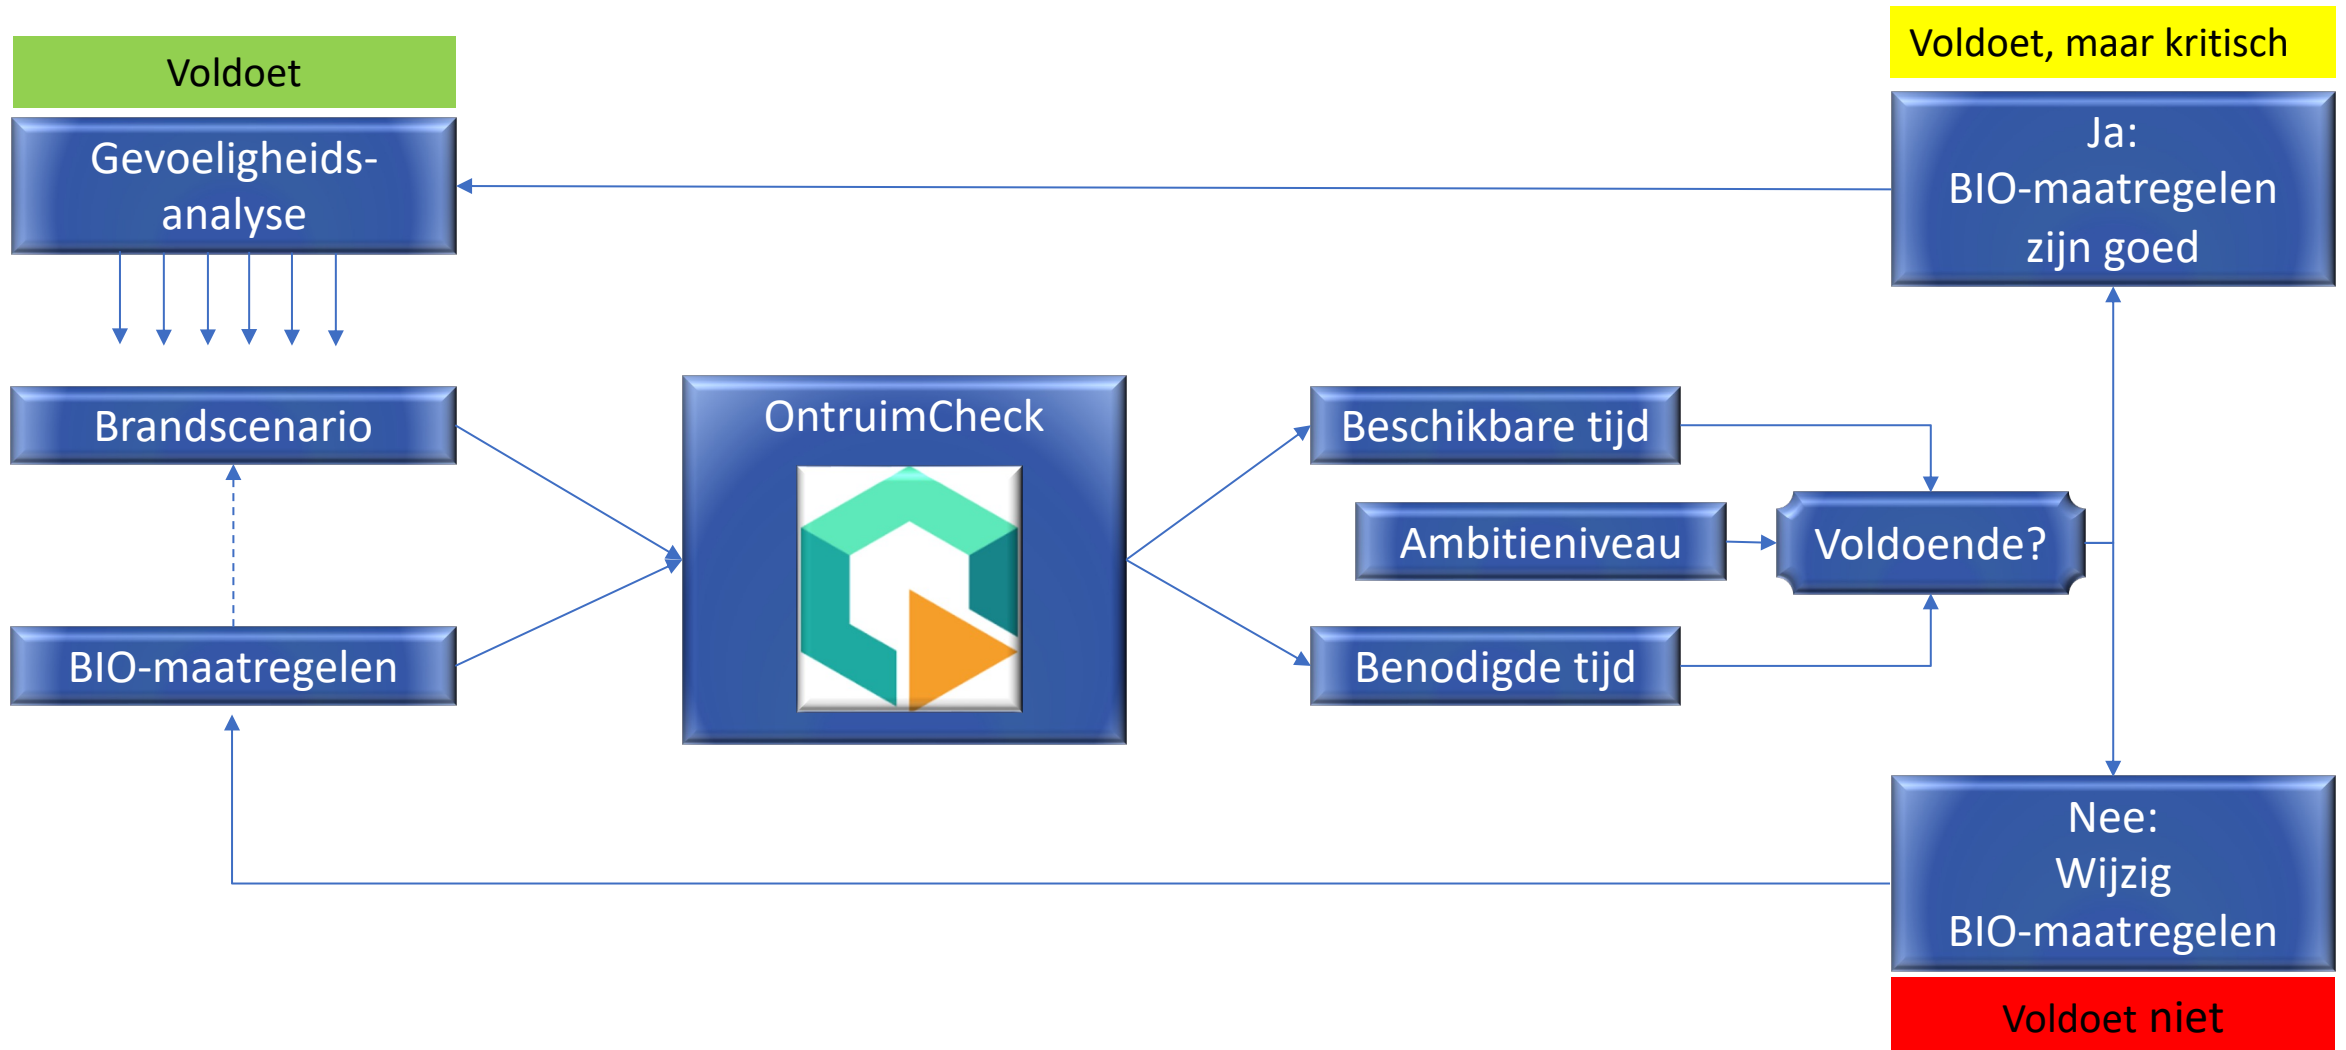 Voldoet
Voldoet, maar kritisch
Gevoeligheids-
analyse
Ja:
BIO-maatregelen
zijn goed
Brandscenario
OntruimCheck
Beschikbare tijd
Ambitieniveau
Voldoende?
BIO-maatregelen
Benodigde tijd
Nee:
Wijzig
BIO-maatregelen
Voldoet niet